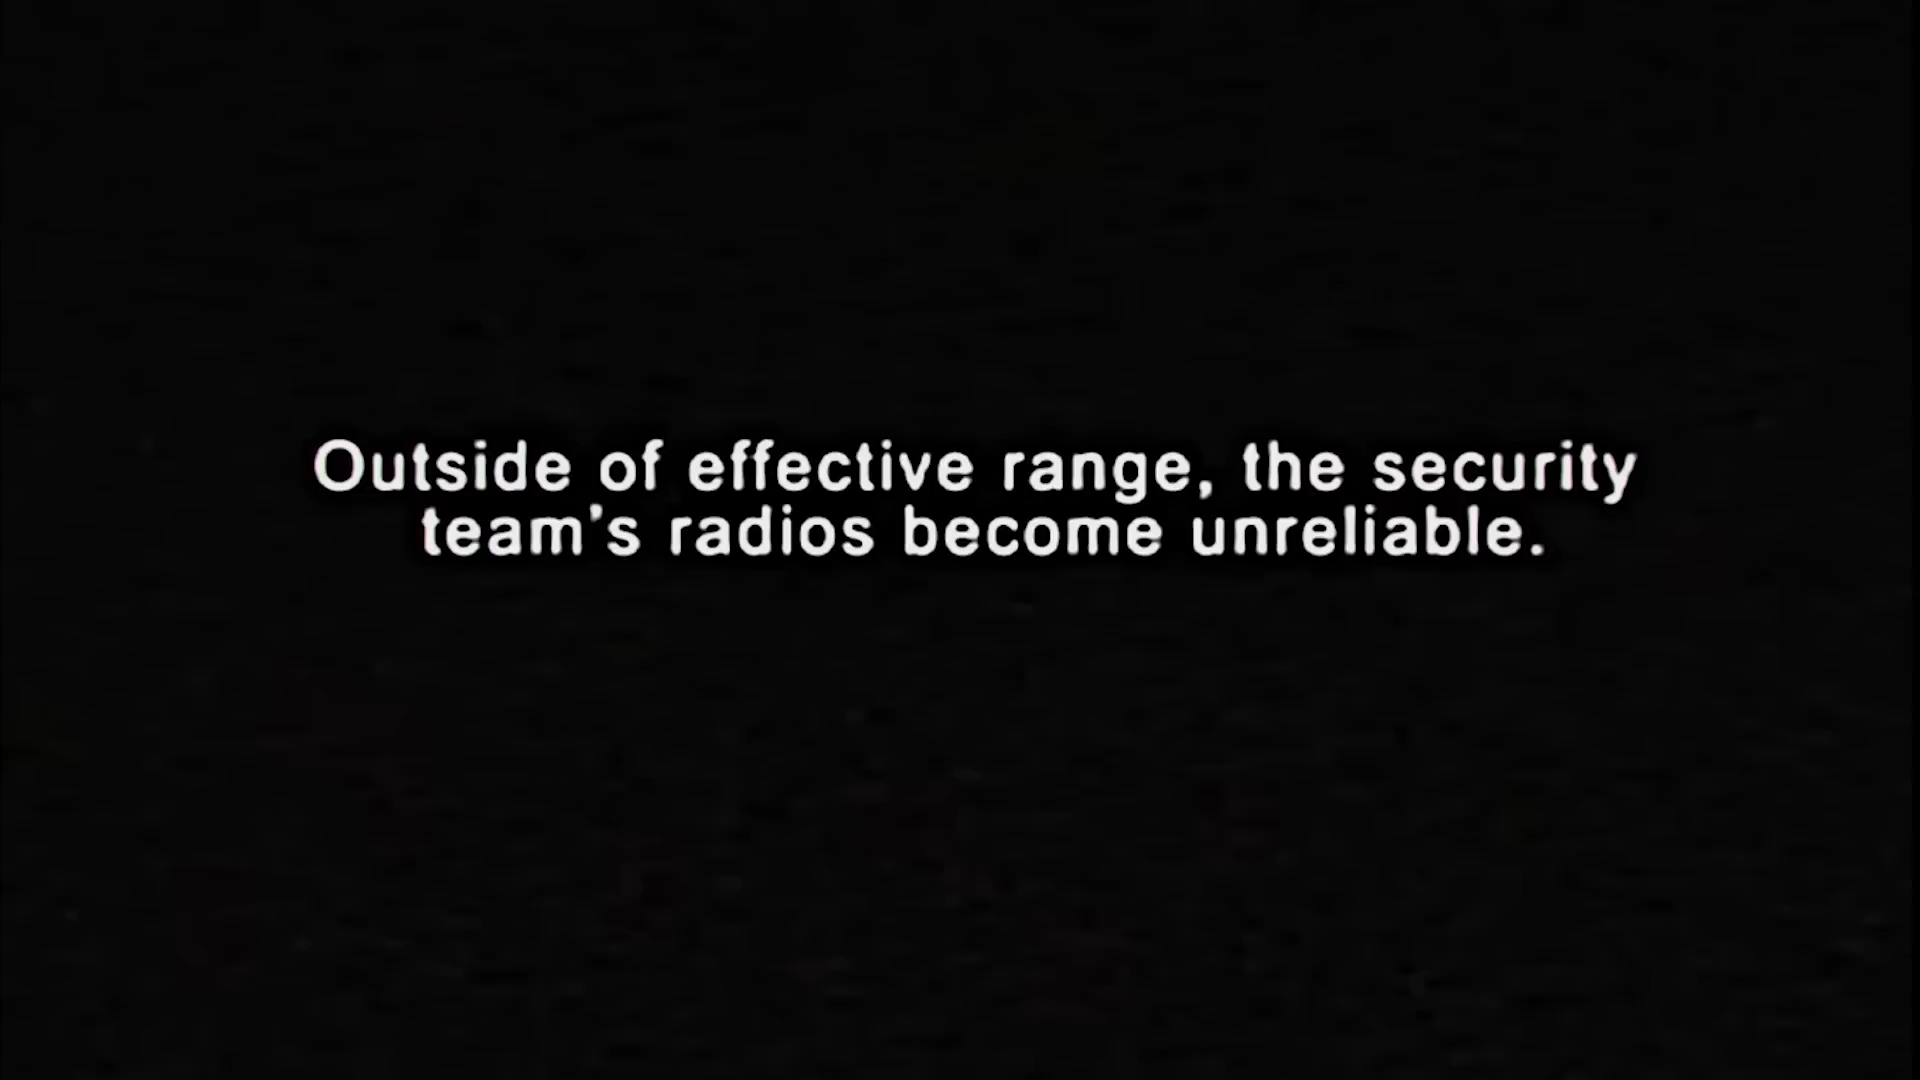 Outside of effective range, the security
team's radios become unreliable.